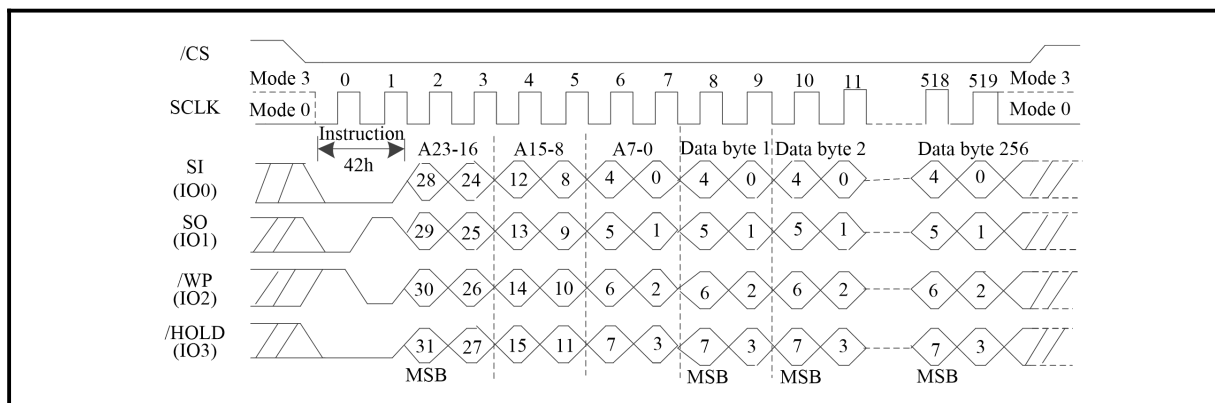 /CS
Mode 3 0 1 2 3 4 5 6 7 8 9 10 11 518 519 Mode 3
SCLK Mode 0 Mode 0
Instruction
42h
A23-16 A15-8 A7-0 Data byte 1 Data byte 2 Data byte 256
SI
(IO0)
28 24 12 8 4 0 4 0 4 0 4 0
SO
(IO1)
29 25 13 9 5 1 5 1 5 1 5 1
/WP
(IO2)
30 26 14 10 6 2 6 2 6 2 6 2
/HOLD
(IO3)
31 27 15 11 7 3 7 3 7 3 7 3
MSB MSB MSB MSB